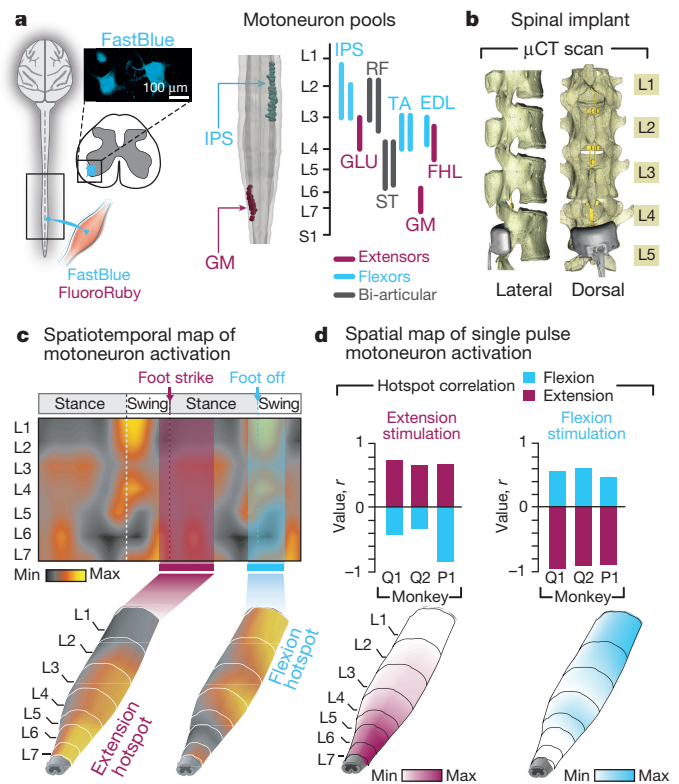 a
FastBlue
100 μm
FastBlue
FluoroRuby
Motoneuron pools
IPS
GM
L1
L2
L3
L4
L5
L6
L7
S1
IPS
RF
TA
EDL
GLU
ST
FHL
GM
Extensors
Flexors
Bi-articular
b Spinal implant
μCT scan
L1
L2
L3
L4
L5
Lateral Dorsal
c Spatiotemporal map of
motoneuron activation
Foot strike Foot off
Stance Swing Stance Swing
L1
L2
L3
L4
L5
L6
L7
Min Max
L1
L2
L3
L4
L5
L6
L7
Extension
hotspot
Flexion
hotspot
d Spatial map of single pulse
motoneuron activation
Hotspot correlation
Flexion
Extension
Extension
stimulation
Value, r
1
0
−1
Q1 Q2 P1
Monkey
Flexion
stimulation
Value, r
1
0
−1
Q1 Q2 P1
Monkey
L1
L2
L3
L4
L5
L6
L7
Min Max
Min Max